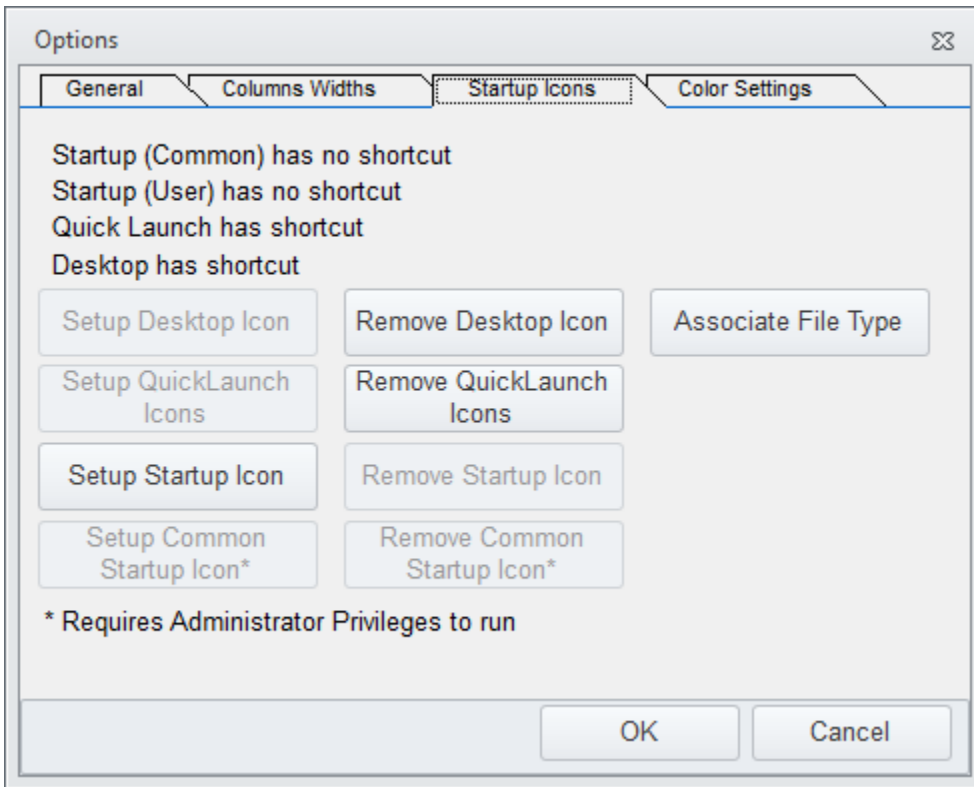 Options
General Columns Widths Startup Icons Color Settings
Startup (Common) has no shortcut
Startup (User) has no shortcut
Quick Launch has shortcut
Desktop has shortcut
Setup Desktop Icon Remove Desktop Icon Associate File Type
Setup QuickLaunch
Icons
Remove QuickLaunch
Icons
Setup Startup Icon Remove Startup Icon
Setup Common
Startup Icon*
Remove Common
Startup Icon*
* Requires Administrator Privileges to run
OK Cancel